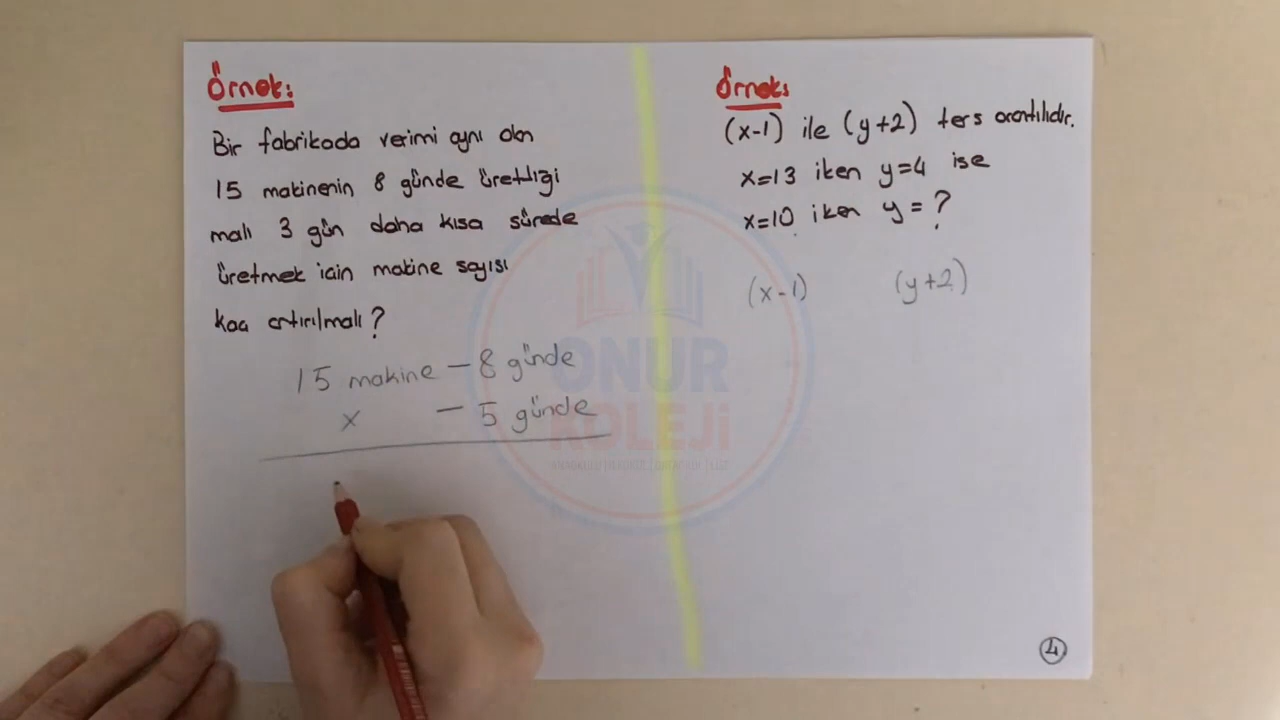 Örnek:
Bir fabrikada verimi aynı olan
15 makinenin 8 günde ürettiği
malı 3 gün daha kısa sürede
üretmek için makine sayısı
kaç artırılmalı?
15 makine — 8 günde
x — 5 günde
Örnek:
(x-1) ile (y+2) ters orantılıdır.
x=13 iken y=4 ise
x=10 iken y=?
(x-1) (y+2)
ONUR
KOLEJİ
4